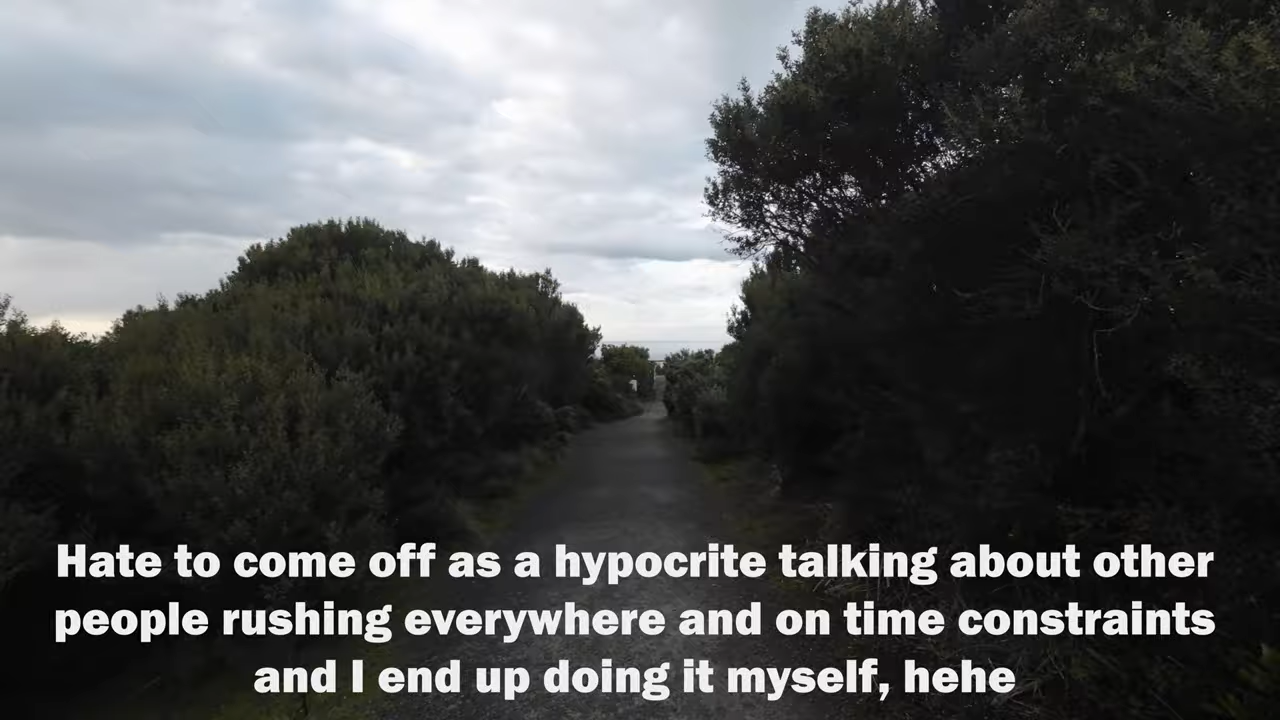 Hate to come off as a hypocrite talking about other
people rushing everywhere and on time constraints
and I end up doing it myself, hehe